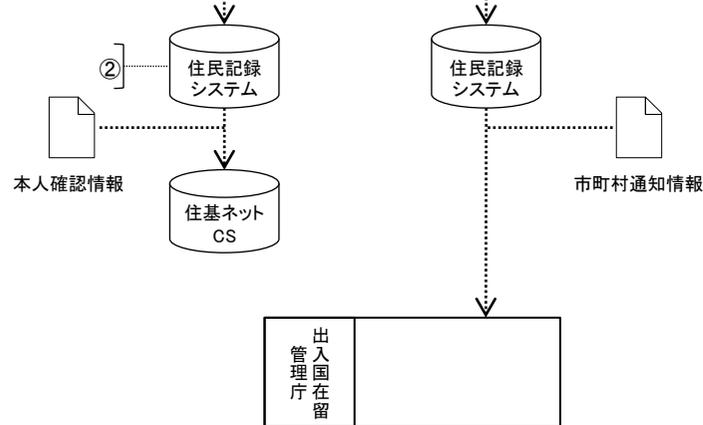 ②
住民記録
システム
住民記録
システム
本人確認情報
市町村通知情報
住基ネット
CS
出入国在留
管理庁